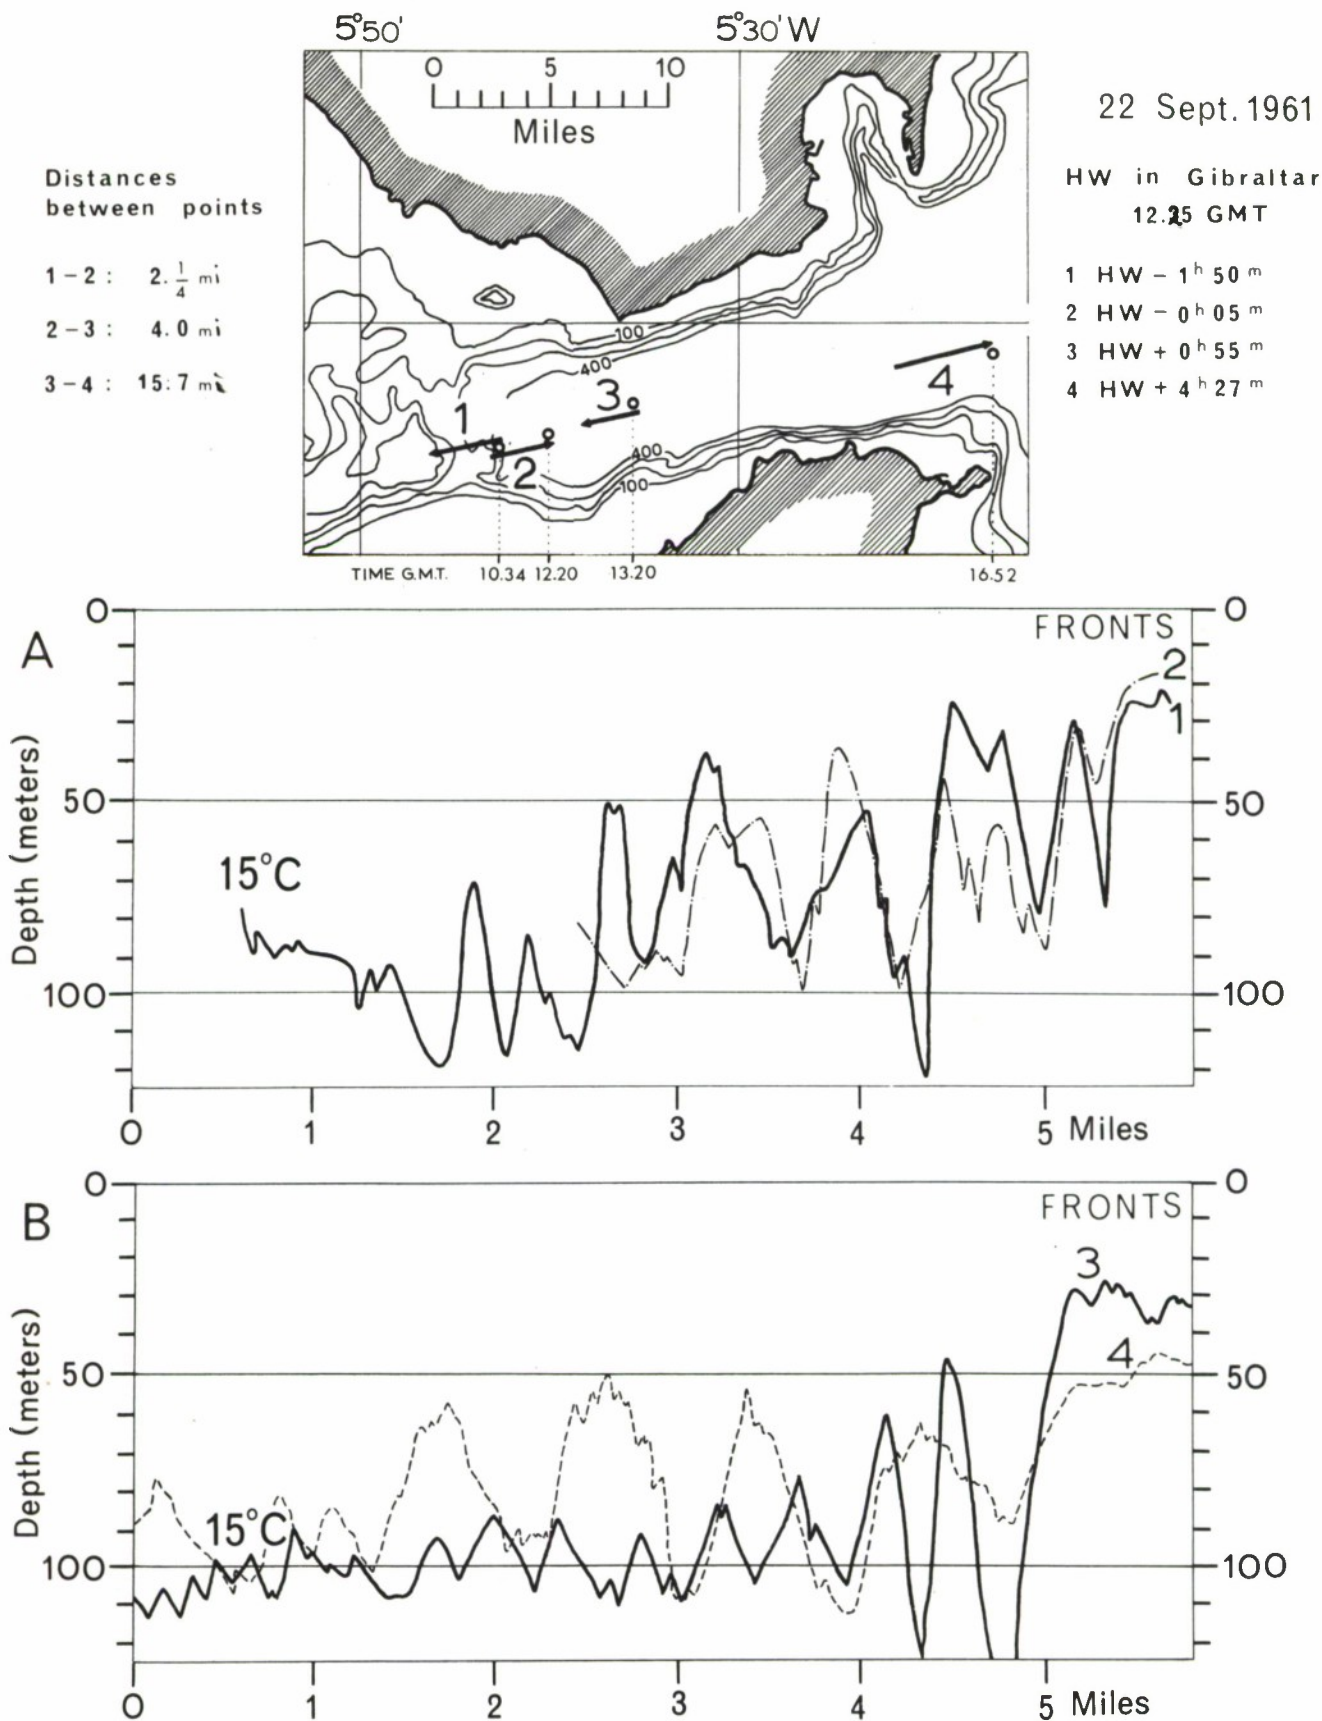 5°50' 5°30'W
0 5 10
Miles
22 Sept. 1961
Distances
between points
1-2: 2. 1/4 mi
2-3: 4.0 mi
3-4: 15.7 mi
HW in Gibraltar
12.25 GMT
1 HW - 1h 50m
2 HW - 0h 05m
3 HW + 0h 55m
4 HW + 4h 27m
100
400
1
2
3
4
400
100
TIME G.M.T. 10.34 12.20 13.20 16.52
A
FRONTS
2
1
15°C
Depth (meters)
0 0
50 50
100 100
0 1 2 3 4 5 Miles
B
FRONTS
3
4
15°C
Depth (meters)
0 0
50 50
100 100
0 1 2 3 4 5 Miles